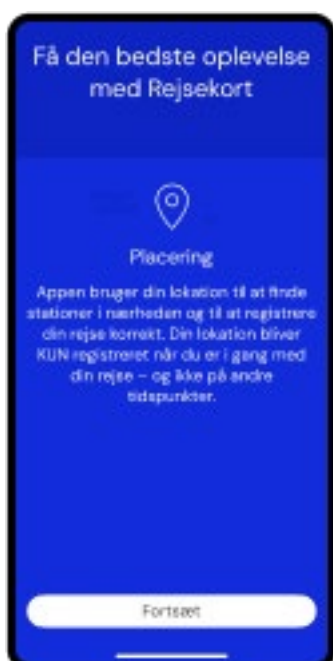 Få den bedste oplevelse
med Rejsekort
Placering
Appen bruger din lokation til at finde
stationer i nærheden og til at registrere
din rejse korrekt. Din lokation bliver
KUN registreret når du er i gang med
din rejse – og ikke på andre
tidspunkter.
Fortsæt